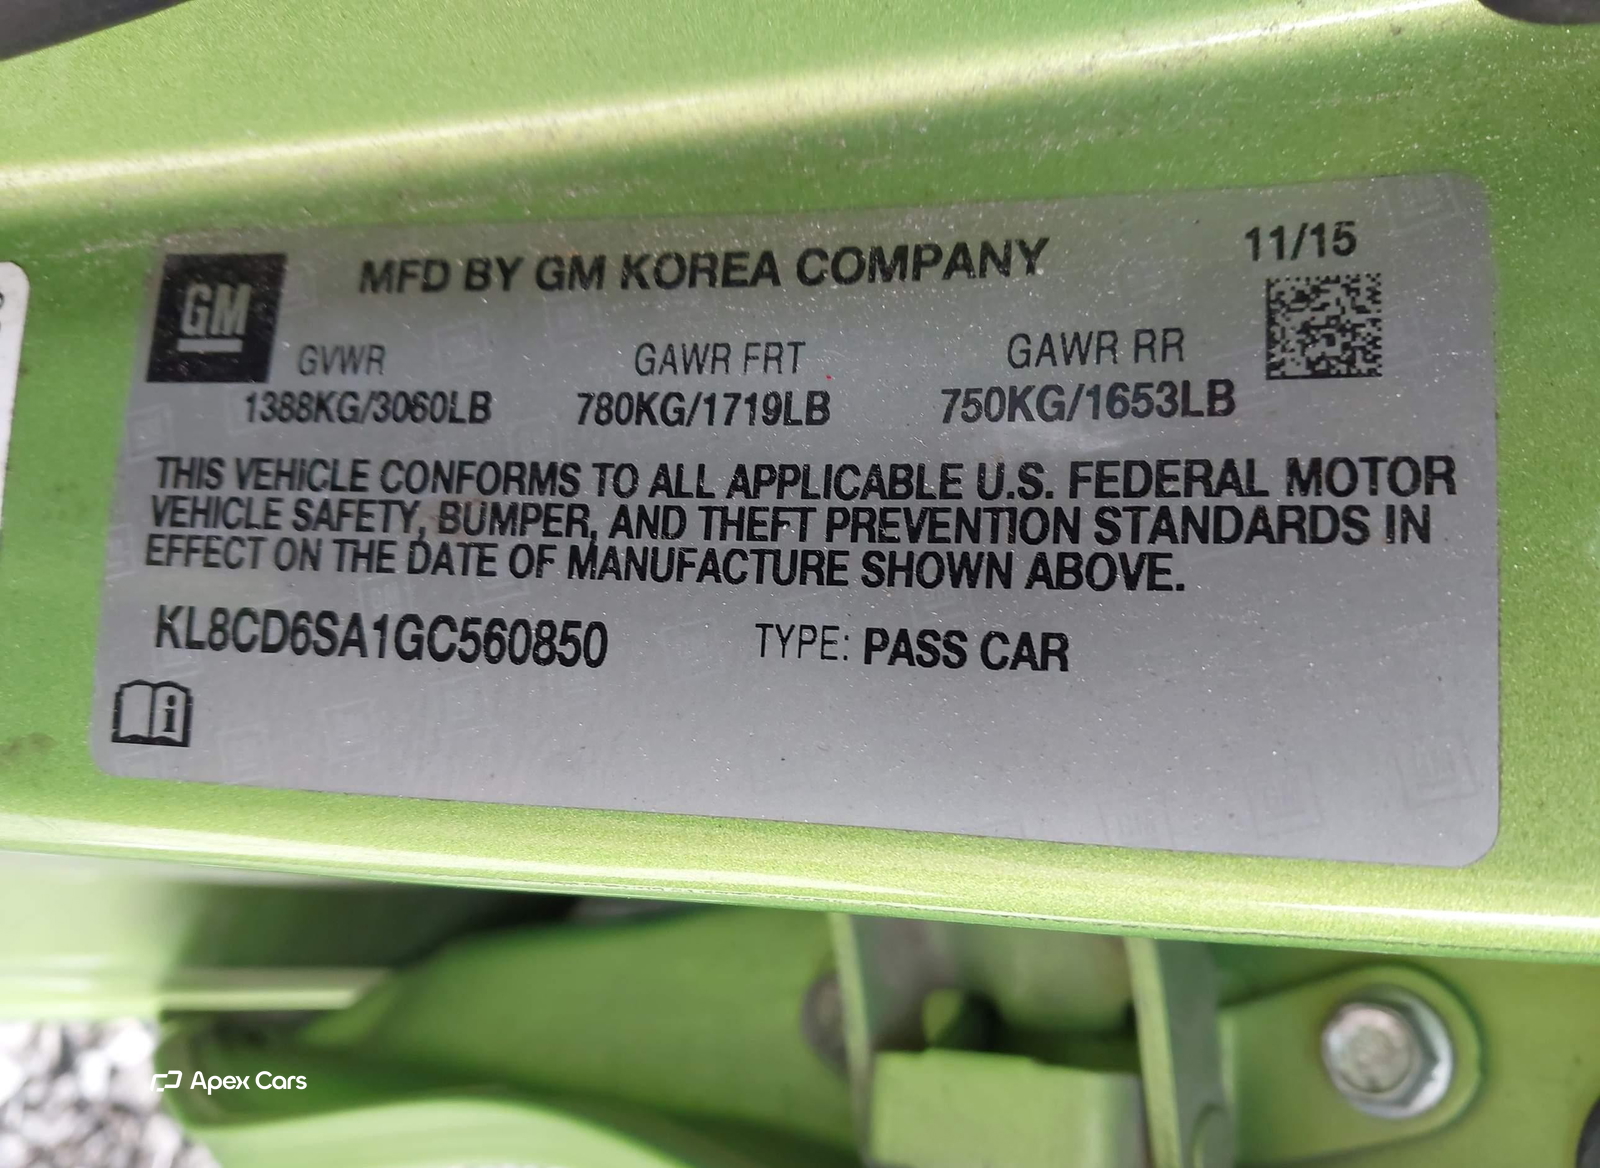 GM
MFD BY GM KOREA COMPANY
11/15
GVWR GAWR FRT GAWR RR
1388KG/3060LB 780KG/1719LB 750KG/1653LB
THIS VEHICLE CONFORMS TO ALL APPLICABLE U.S. FEDERAL MOTOR
VEHICLE SAFETY, BUMPER, AND THEFT PREVENTION STANDARDS IN
EFFECT ON THE DATE OF MANUFACTURE SHOWN ABOVE.
KL8CD6SA1GC560850 TYPE: PASS CAR
i
Apex Cars